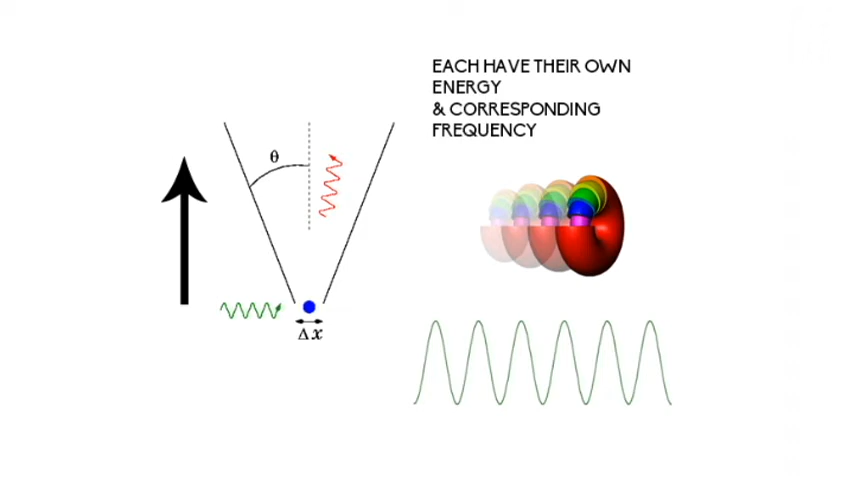 EACH HAVE THEIR OWN
ENERGY
& CORRESPONDING
FREQUENCY
θ
Δx